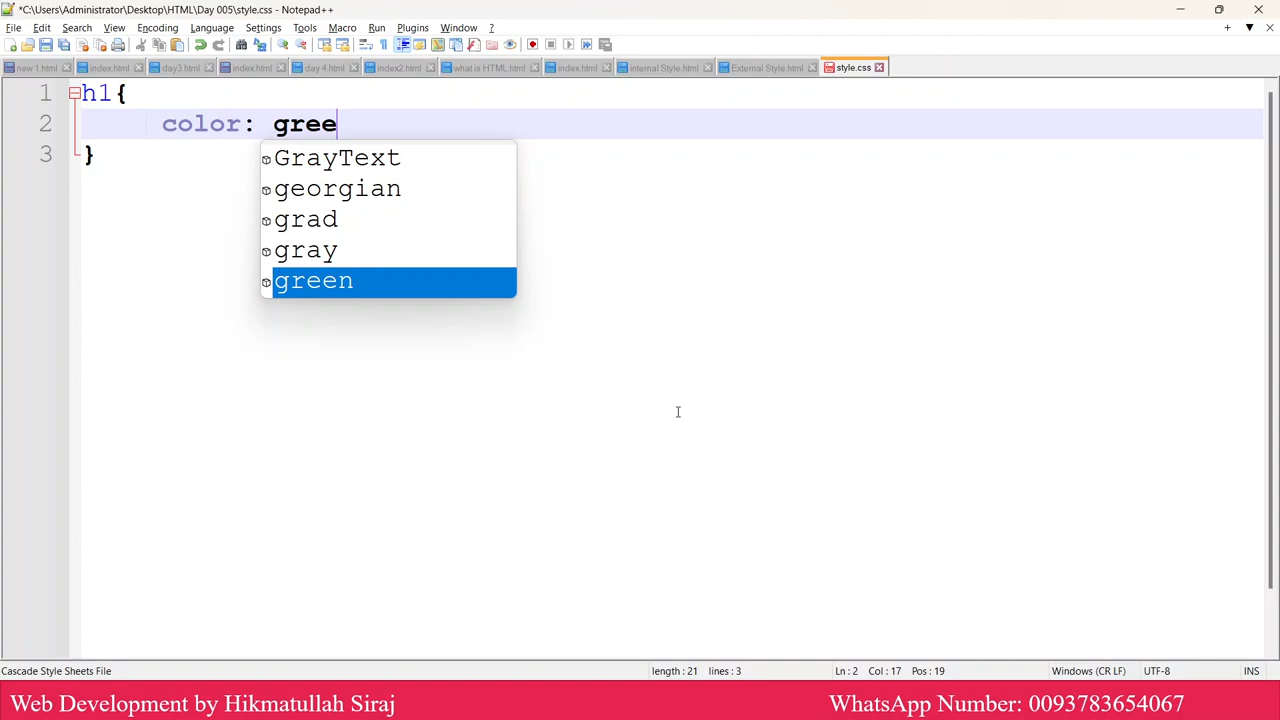 *C:\Users\Administrator\Desktop\HTML\Day 005\style.css - Notepad++
File Edit Search View Encoding Language Settings Tools Macro Run Plugins Window ?
new 1.html index.html day3.html index.html day 4.html index2.html what is HTML.html index.html internal Style.html External Style.html style.css
1 h1{
2 color: gree
3 }
GrayText
georgian
grad
gray
green
Cascade Style Sheets File length : 21 lines : 3 Ln : 2 Col : 17 Pos : 19 Windows (CR LF) UTF-8 INS
Web Development by Hikmatullah Siraj WhatsApp Number: 0093783654067